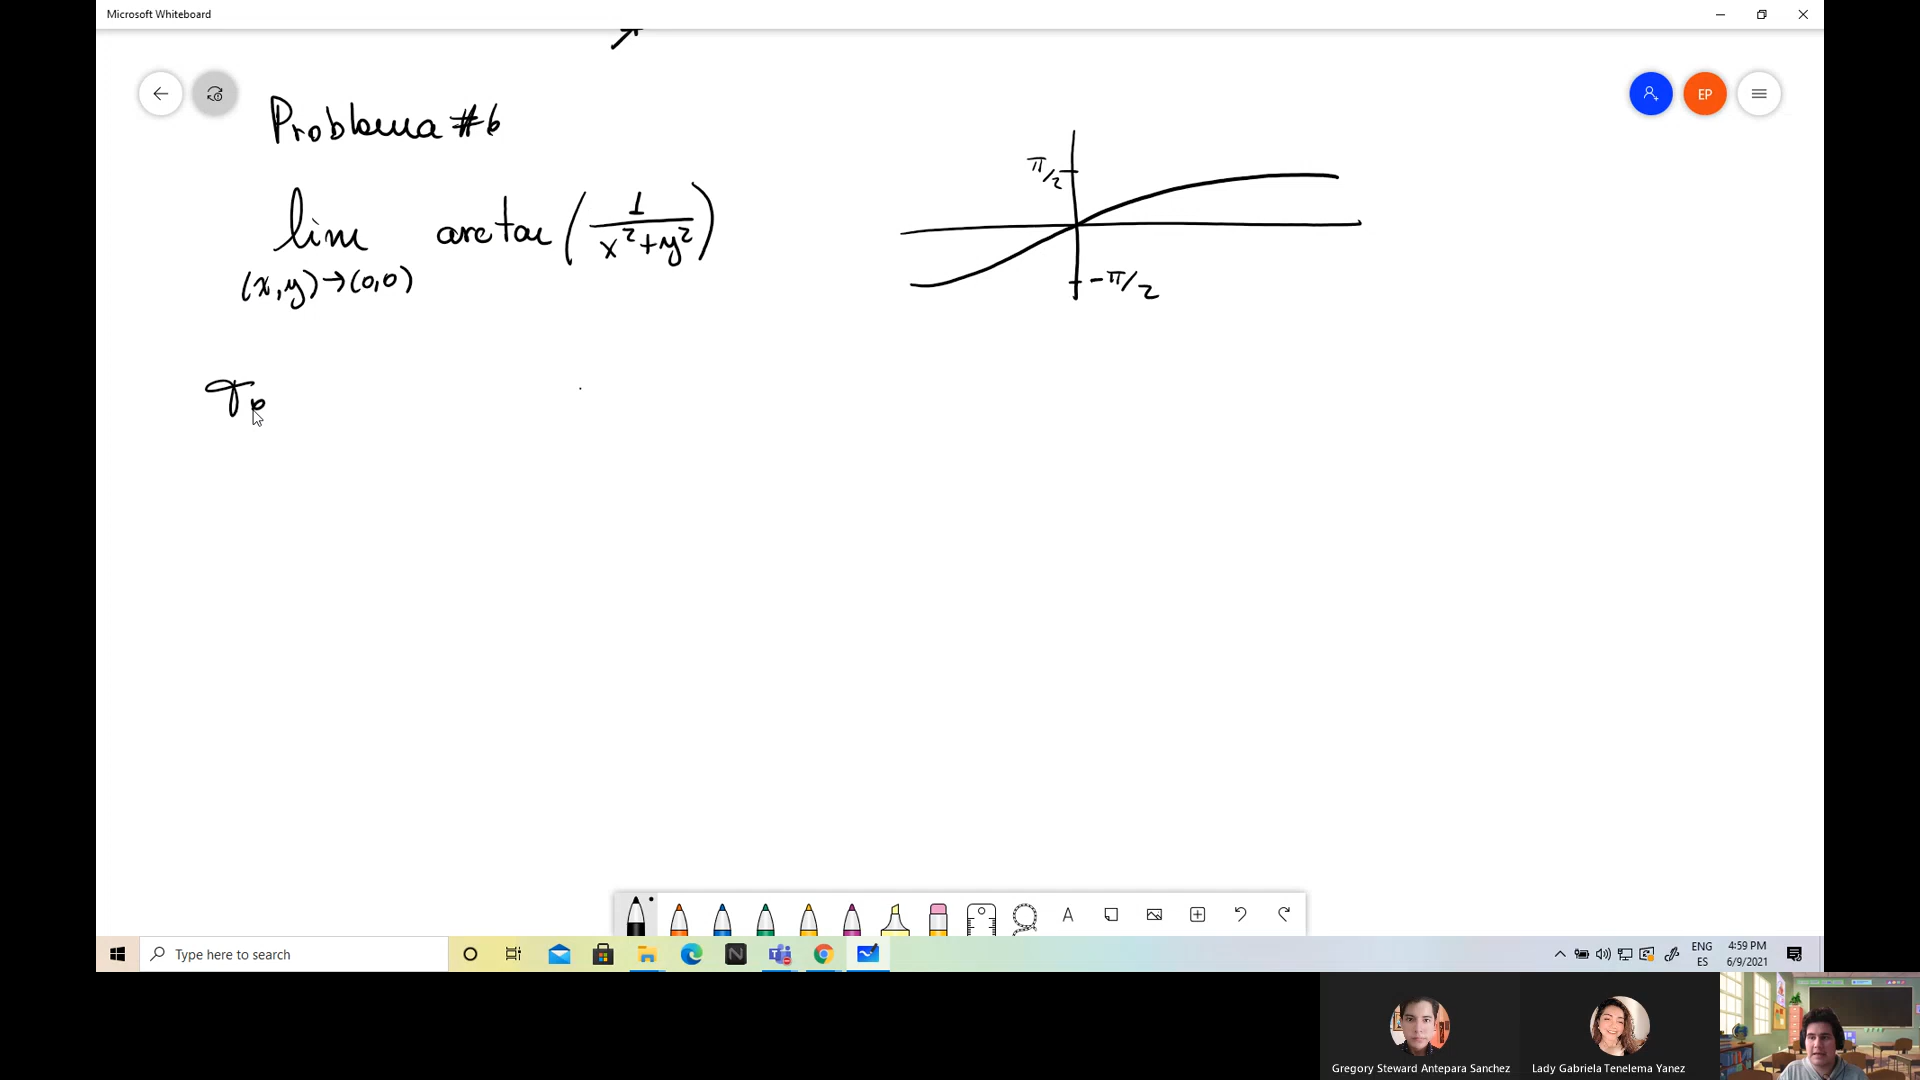 Microsoft Whiteboard
EP
Problema #6
lim arctan (1/(x²+y²))
(x,y)→(0,0)
π/2
-π/2
A
Type here to search
ENG
ES
4:59 PM
6/9/2021
Gregory Steward Antepara Sanchez
Lady Gabriela Tenelema Yanez